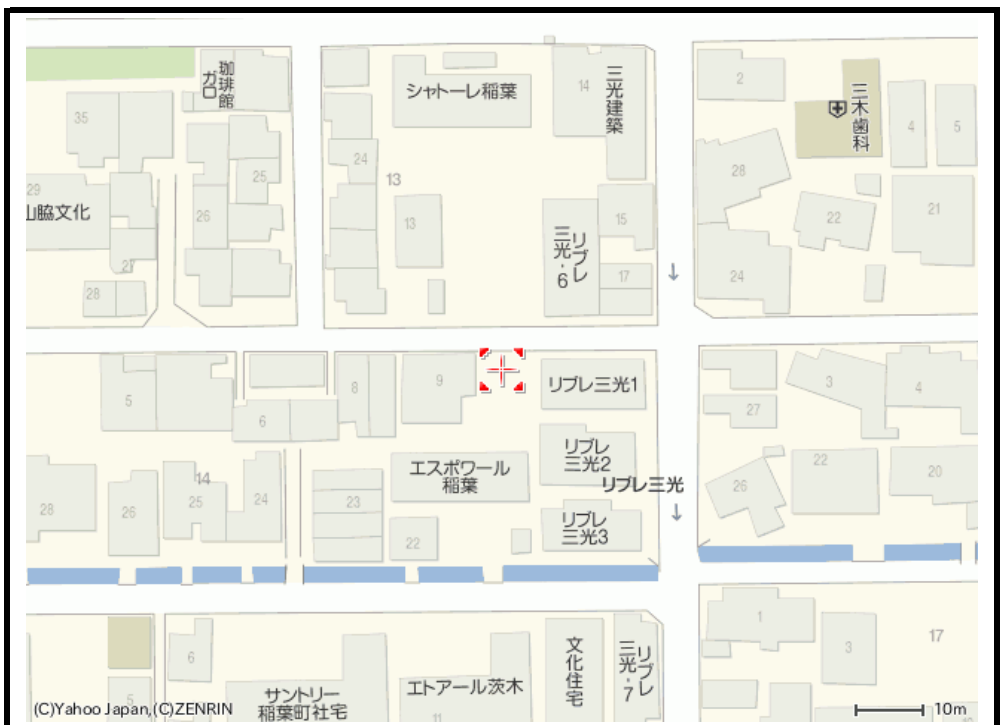 珈琲館
ガロ
シャトーレ稲葉
14
三光建築
2
三木歯科
4
5
35
24
13
25
29
山脇文化
26
13
28
15
22
21
リブレ
三光・6
27
28
17
24
5
8
9
リブレ三光1
3
4
6
27
リブレ
三光2
エスポワール
稲葉
リブレ三光
22
20
14
28
26
25
24
23
26
リブレ
三光3
22
1
文化住宅
リブレ
三光・7
3
17
6
エトアール茨木
サントリー
稲葉町社宅
5
11
(C)Yahoo Japan,(C)ZENRIN
10m